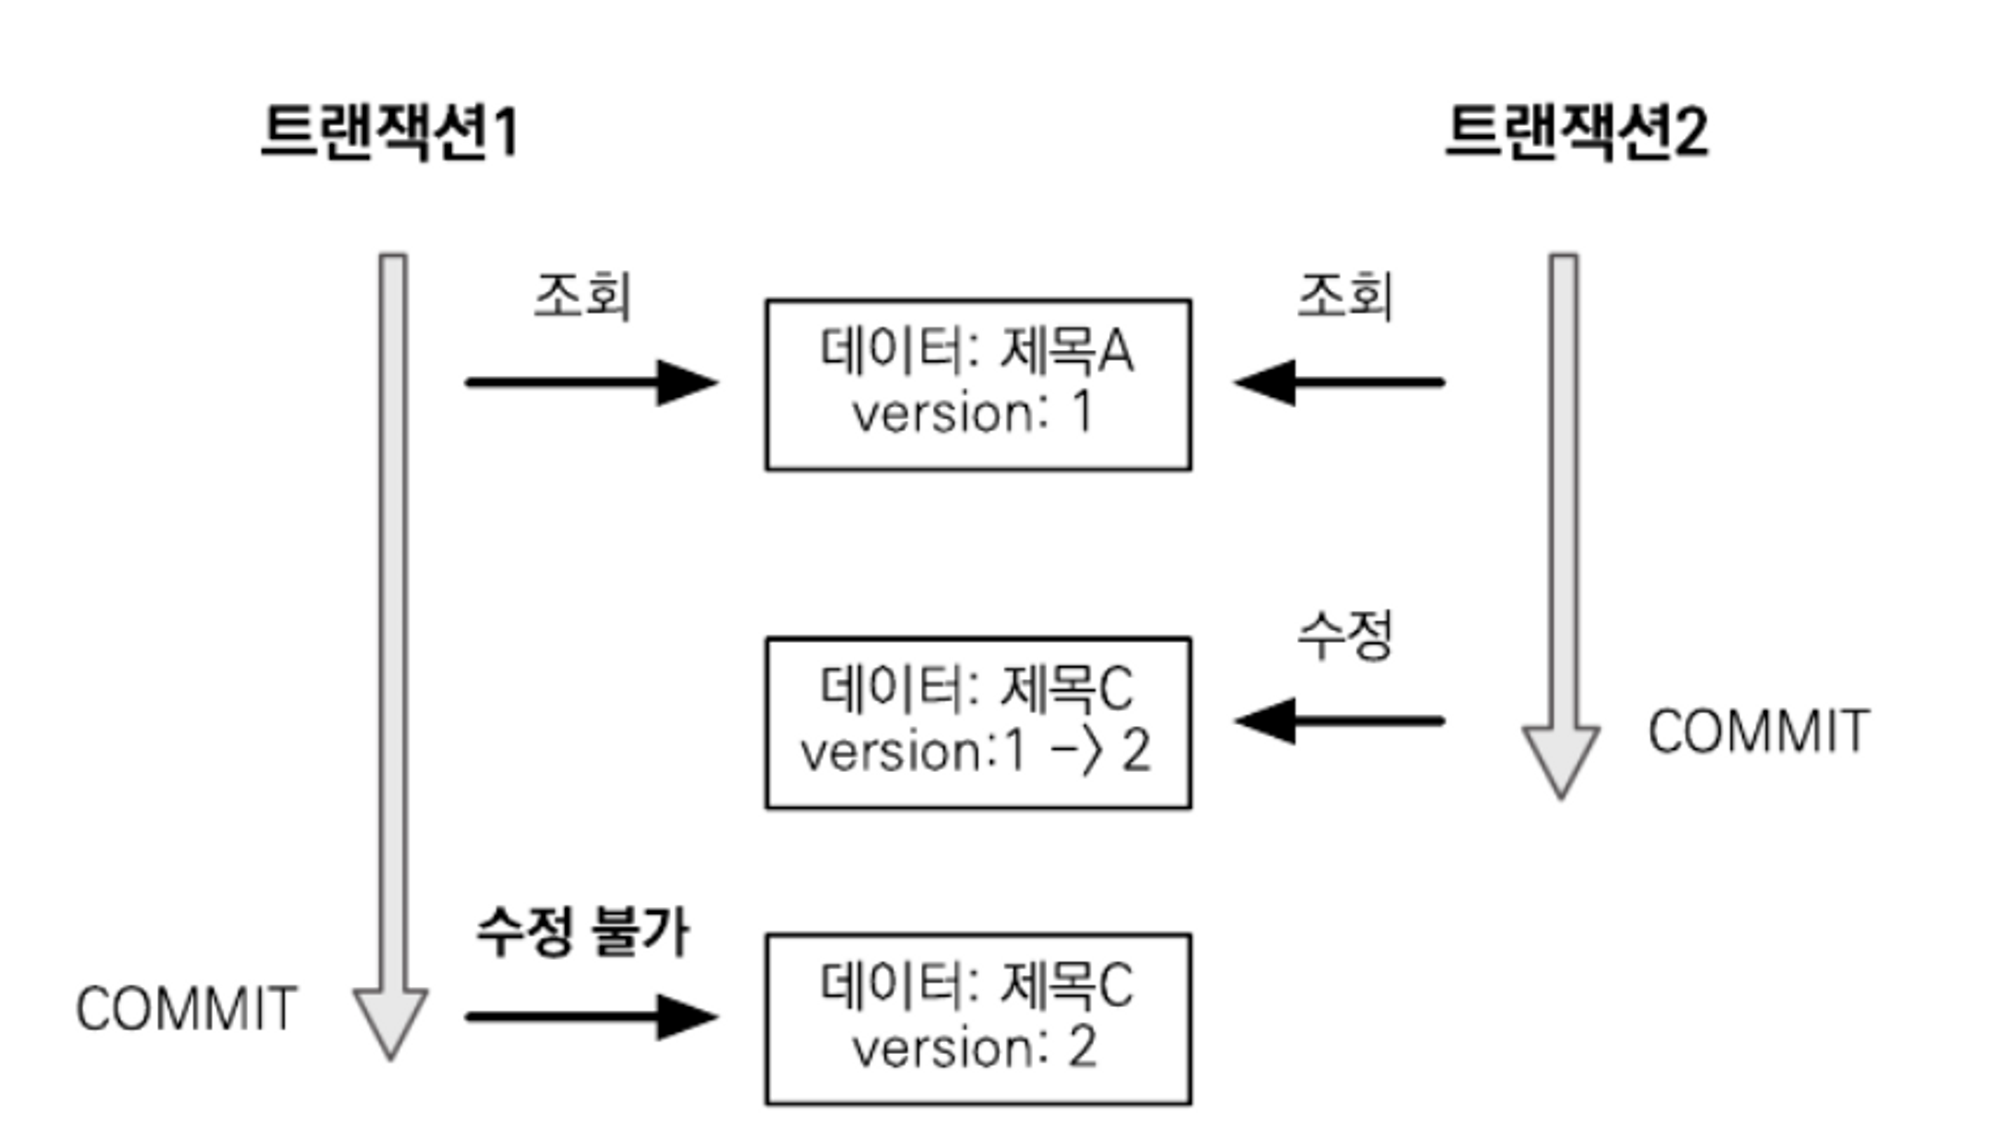 트랜잭션1
트랜잭션2
조회
조회
데이터: 제목A
version: 1
수정
데이터: 제목C
version:1 -> 2
COMMIT
수정 불가
데이터: 제목C
version: 2
COMMIT